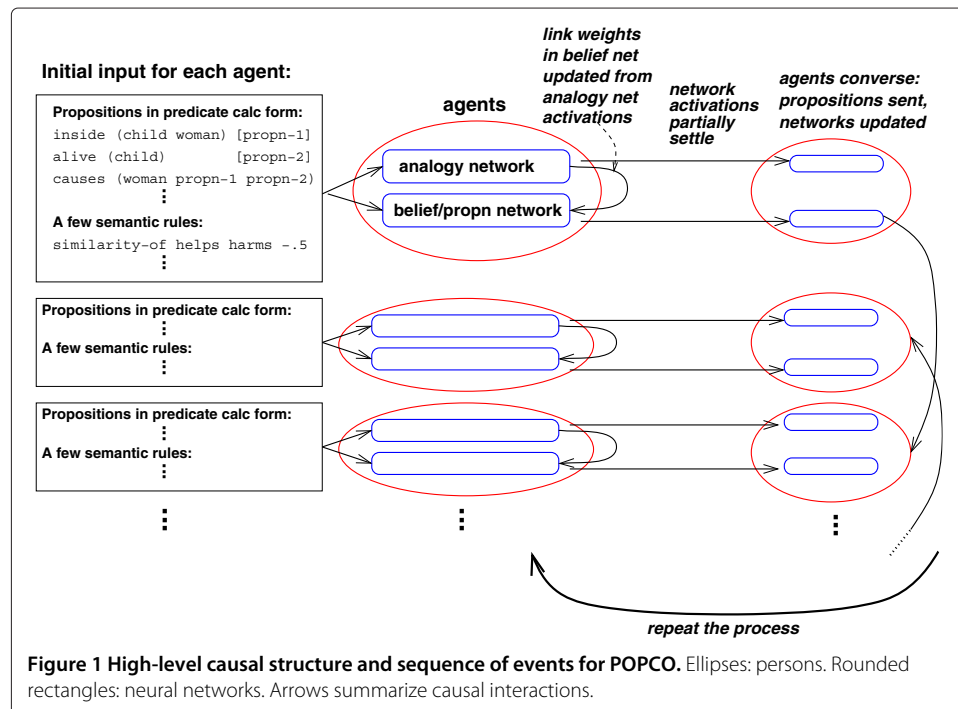 Initial input for each agent:
Propositions in predicate calc form:
inside (child woman) [propn-1]
alive (child) [propn-2]
causes (woman propn-1 propn-2)
A few semantic rules:
similarity-of helps harms -.5
agents
analogy network
belief/propn network
link weights
in belief net
updated from
analogy net
activations
network
activations
partially
settle
agents converse:
propositions sent,
networks updated
Propositions in predicate calc form:
A few semantic rules:
Propositions in predicate calc form:
A few semantic rules:
repeat the process
Figure 1 High-level causal structure and sequence of events for POPCO. Ellipses: persons. Rounded
rectangles: neural networks. Arrows summarize causal interactions.